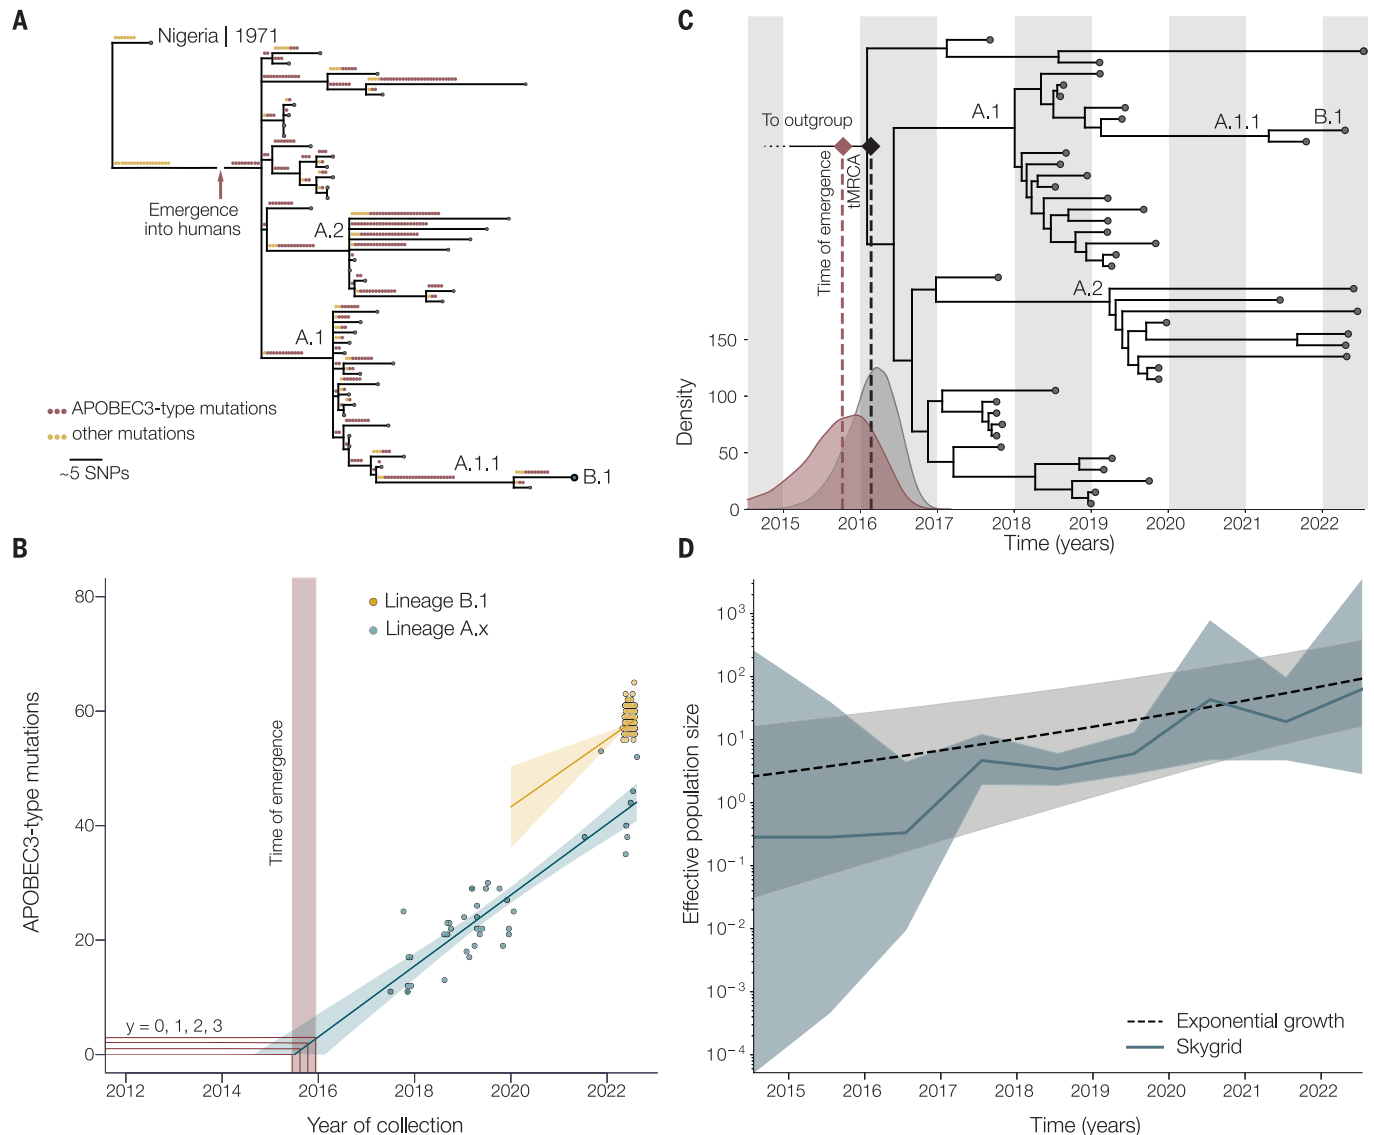 A
Nigeria | 1971
Emergence
into humans
A.2
A.1
A.1.1
B.1
APOBEC3-type mutations
other mutations
~5 SNPs
C
To outgroup
Time of emergence
tMRCA
A.1
A.1.1
B.1
A.2
Density
150
100
50
0
2015 2016 2017 2018 2019 2020 2021 2022
Time (years)
B
Lineage B.1
Lineage A.x
APOBEC3-type mutations
80
60
40
20
0
Time of emergence
y = 0, 1, 2, 3
2012 2014 2016 2018 2020 2022
Year of collection
D
Effective population size
10³
10²
10¹
10⁰
10⁻¹
10⁻²
10⁻³
10⁻⁴
Exponential growth
Skygrid
2015 2016 2017 2018 2019 2020 2021 2022
Time (years)